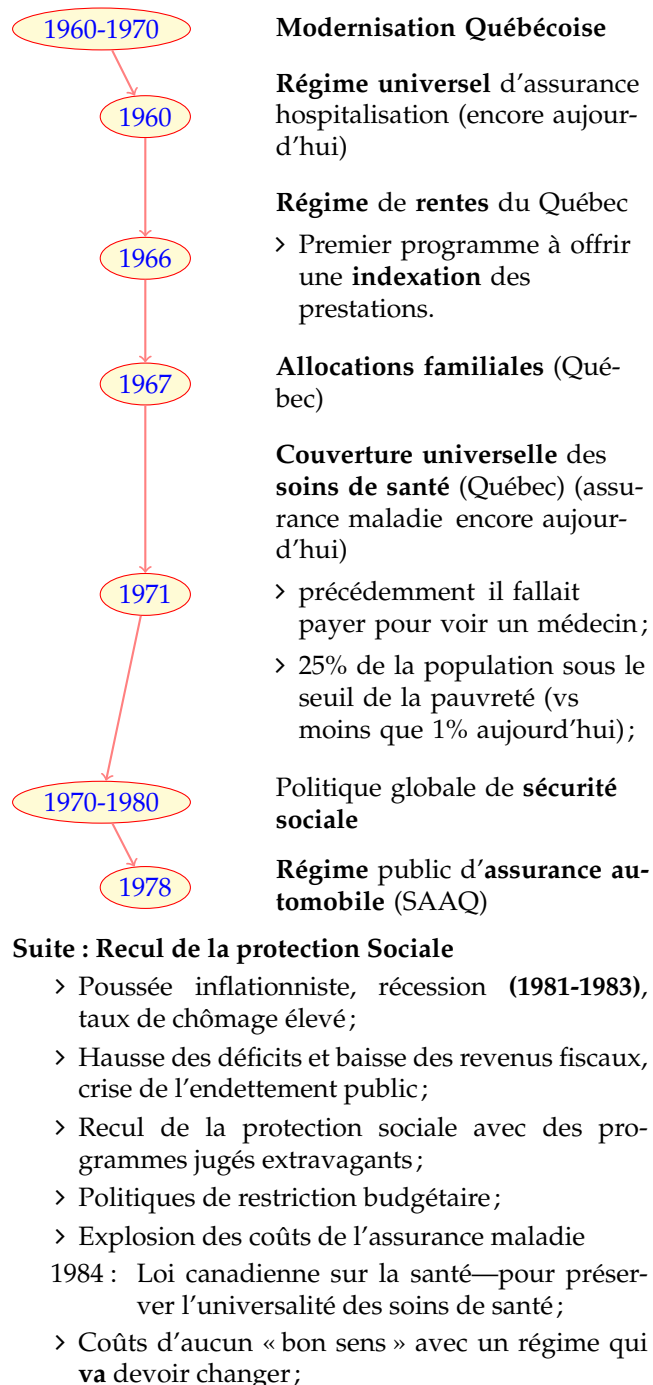 1960-1970 Modernisation Québécoise
Régime universel d'assurance
1960 hospitalisation (encore aujour-
d'hui)
Régime de rentes du Québec
> Premier programme à offrir
1966 une indexation des
prestations.
Allocations familiales (Qué-
1967 bec)
Couverture universelle des
soins de santé (Québec) (assu-
rance maladie encore aujour-
d'hui)
1971 > précédemment il fallait
payer pour voir un médecin ;
> 25% de la population sous le
seuil de la pauvreté (vs
moins que 1% aujourd'hui) ;
1970-1980 Politique globale de sécurité
sociale
1978 Régime public d'assurance au-
tomobile (SAAQ)
Suite : Recul de la protection Sociale
> Poussée inflationniste, récession (1981-1983),
taux de chômage élevé ;
> Hausse des déficits et baisse des revenus fiscaux,
crise de l'endettement public ;
> Recul de la protection sociale avec des pro-
grammes jugés extravagants ;
> Politiques de restriction budgétaire ;
> Explosion des coûts de l'assurance maladie
1984 : Loi canadienne sur la santé—pour préser-
ver l'universalité des soins de santé ;
> Coûts d'aucun « bon sens » avec un régime qui
va devoir changer ;